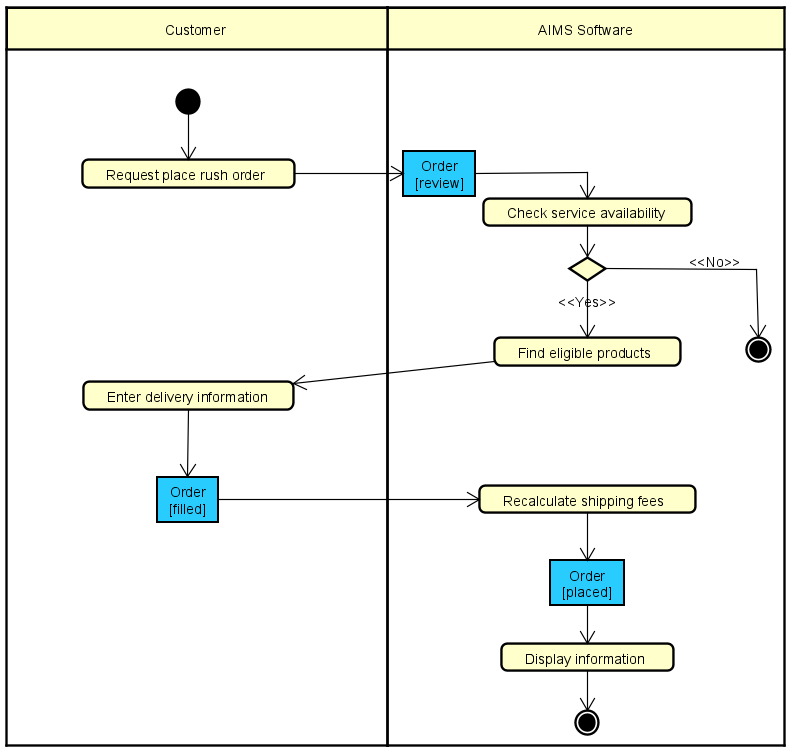 Customer
AIMS Software
Request place rush order
Order
[review]
Check service availability
<<No>>
<<Yes>>
Find eligible products
Enter delivery information
Order
[filled]
Recalculate shipping fees
Order
[placed]
Display information